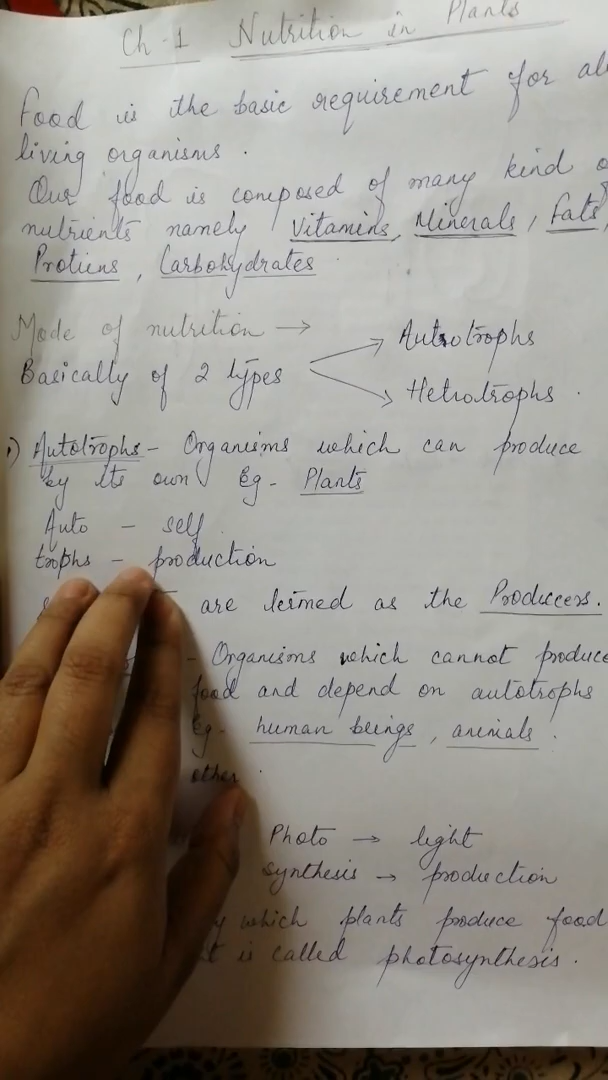 Ch-1 Nutrition in Plants
Food is the basic requirement for all
living organisms.
Our food is composed of many kind
nutrients namely Vitamins, Minerals, Fats,
Protiens, Carbohydrates
Mode of nutrition →
Autotrophs
Basically of 2 types
Hetrotrophs.
1) Autotrophs - Organisms which can produce
by its own Eg- Plants
Auto - self
trophs - production
are termed as the Producers.
- Organisms which cannot produce
food and depend on autotrophs
Eg- human beings, animals.
other.
Photo → light
synthesis → production
which plants produce food
is called photosynthesis.